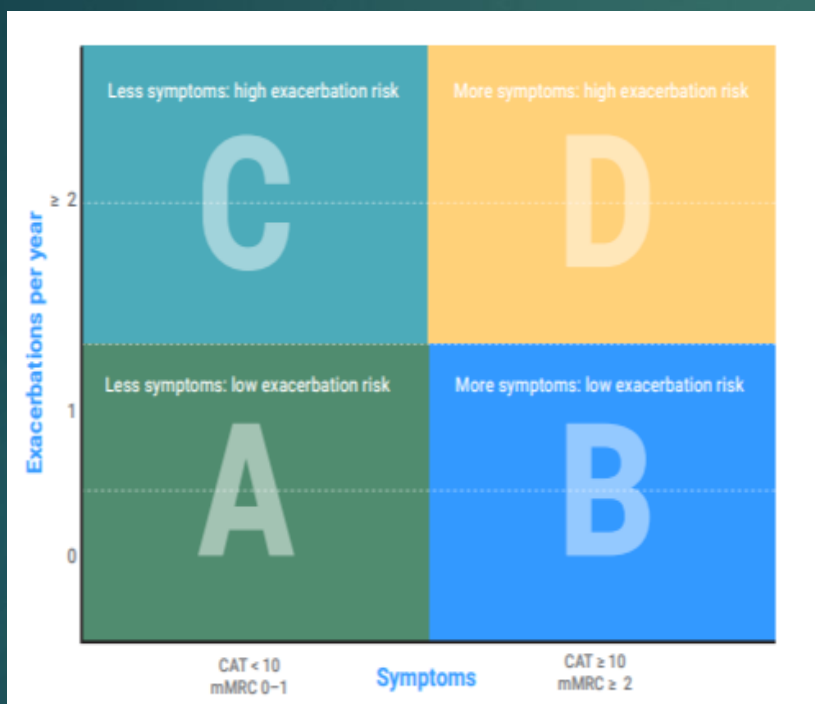 Less symptoms: high exacerbation risk
More symptoms: high exacerbation risk
C
D
≥ 2
Exacerbations per year
Less symptoms: low exacerbation risk
More symptoms: low exacerbation risk
1
A
B
0
CAT < 10
mMRC 0–1
Symptoms
CAT ≥ 10
mMRC ≥ 2